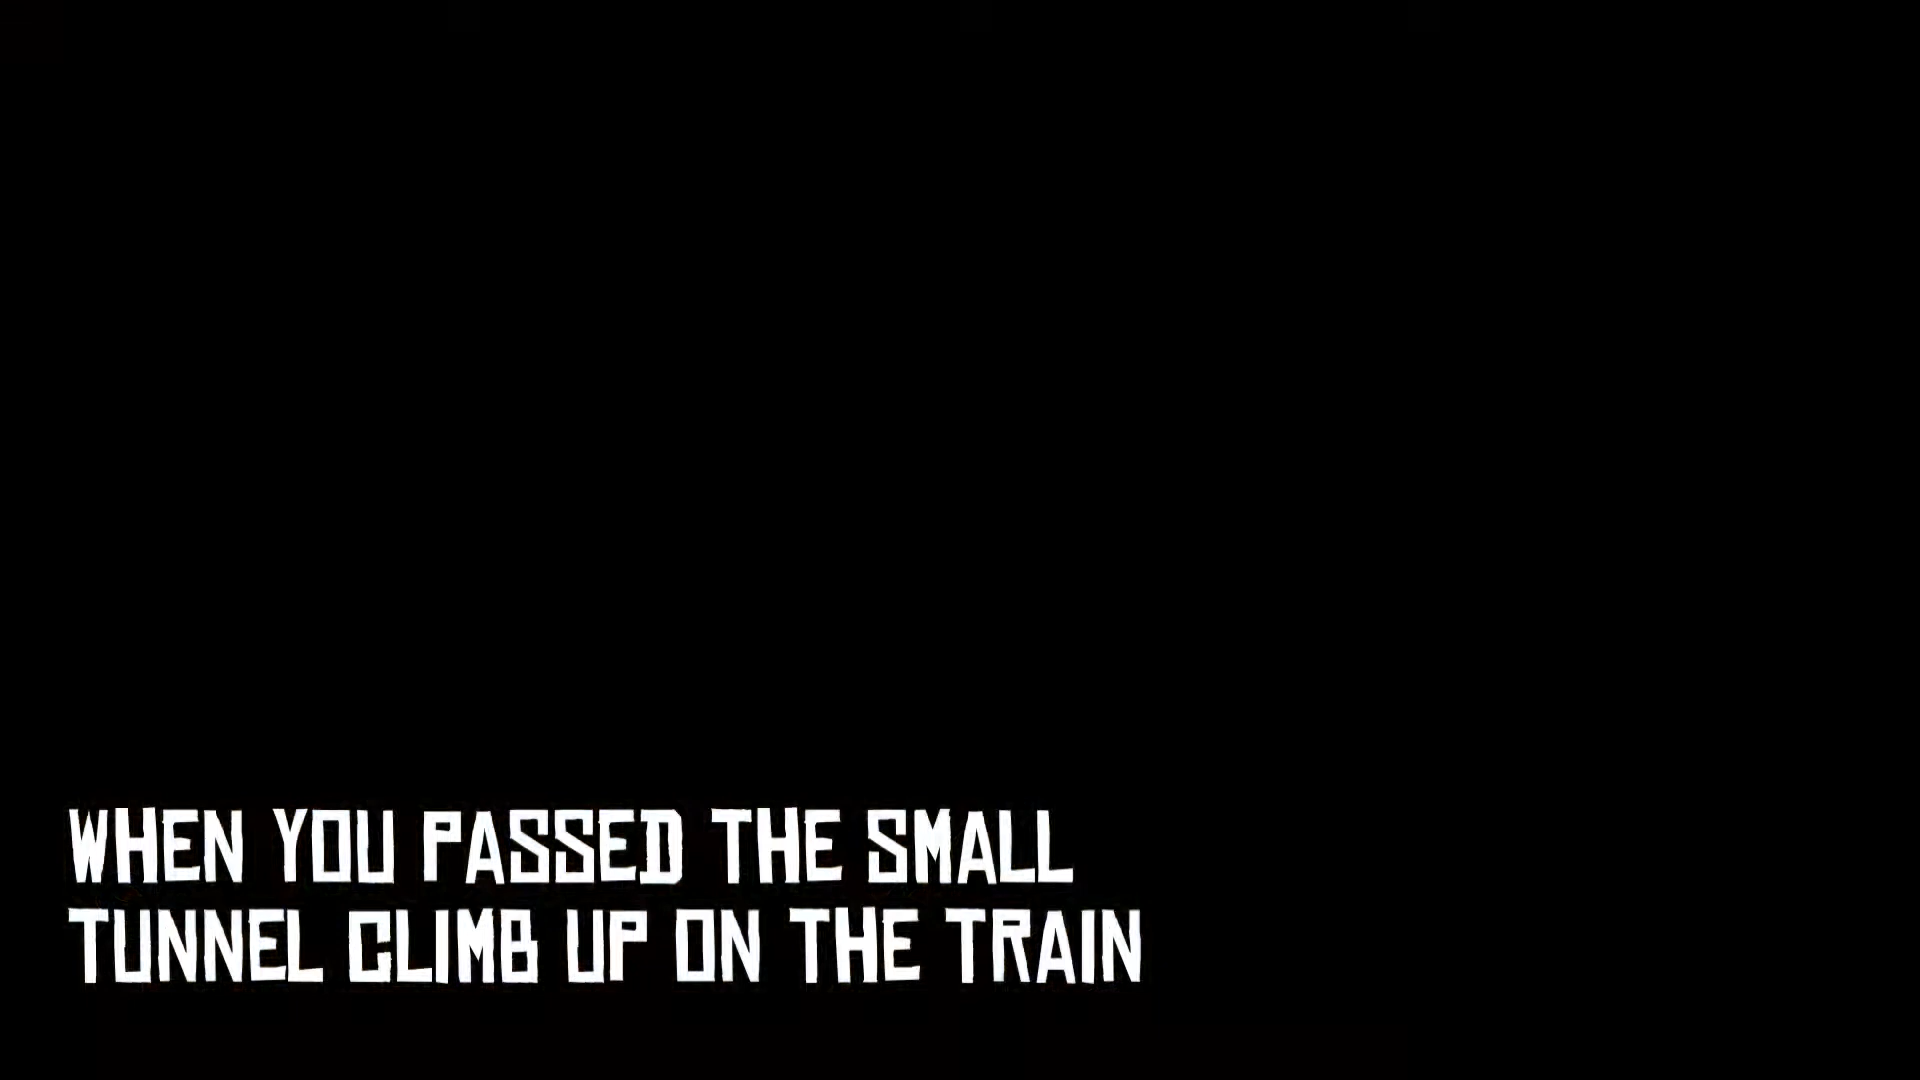 WHEN YOU PASSED THE SMALL
TUNNEL CLIMB UP ON THE TRAIN